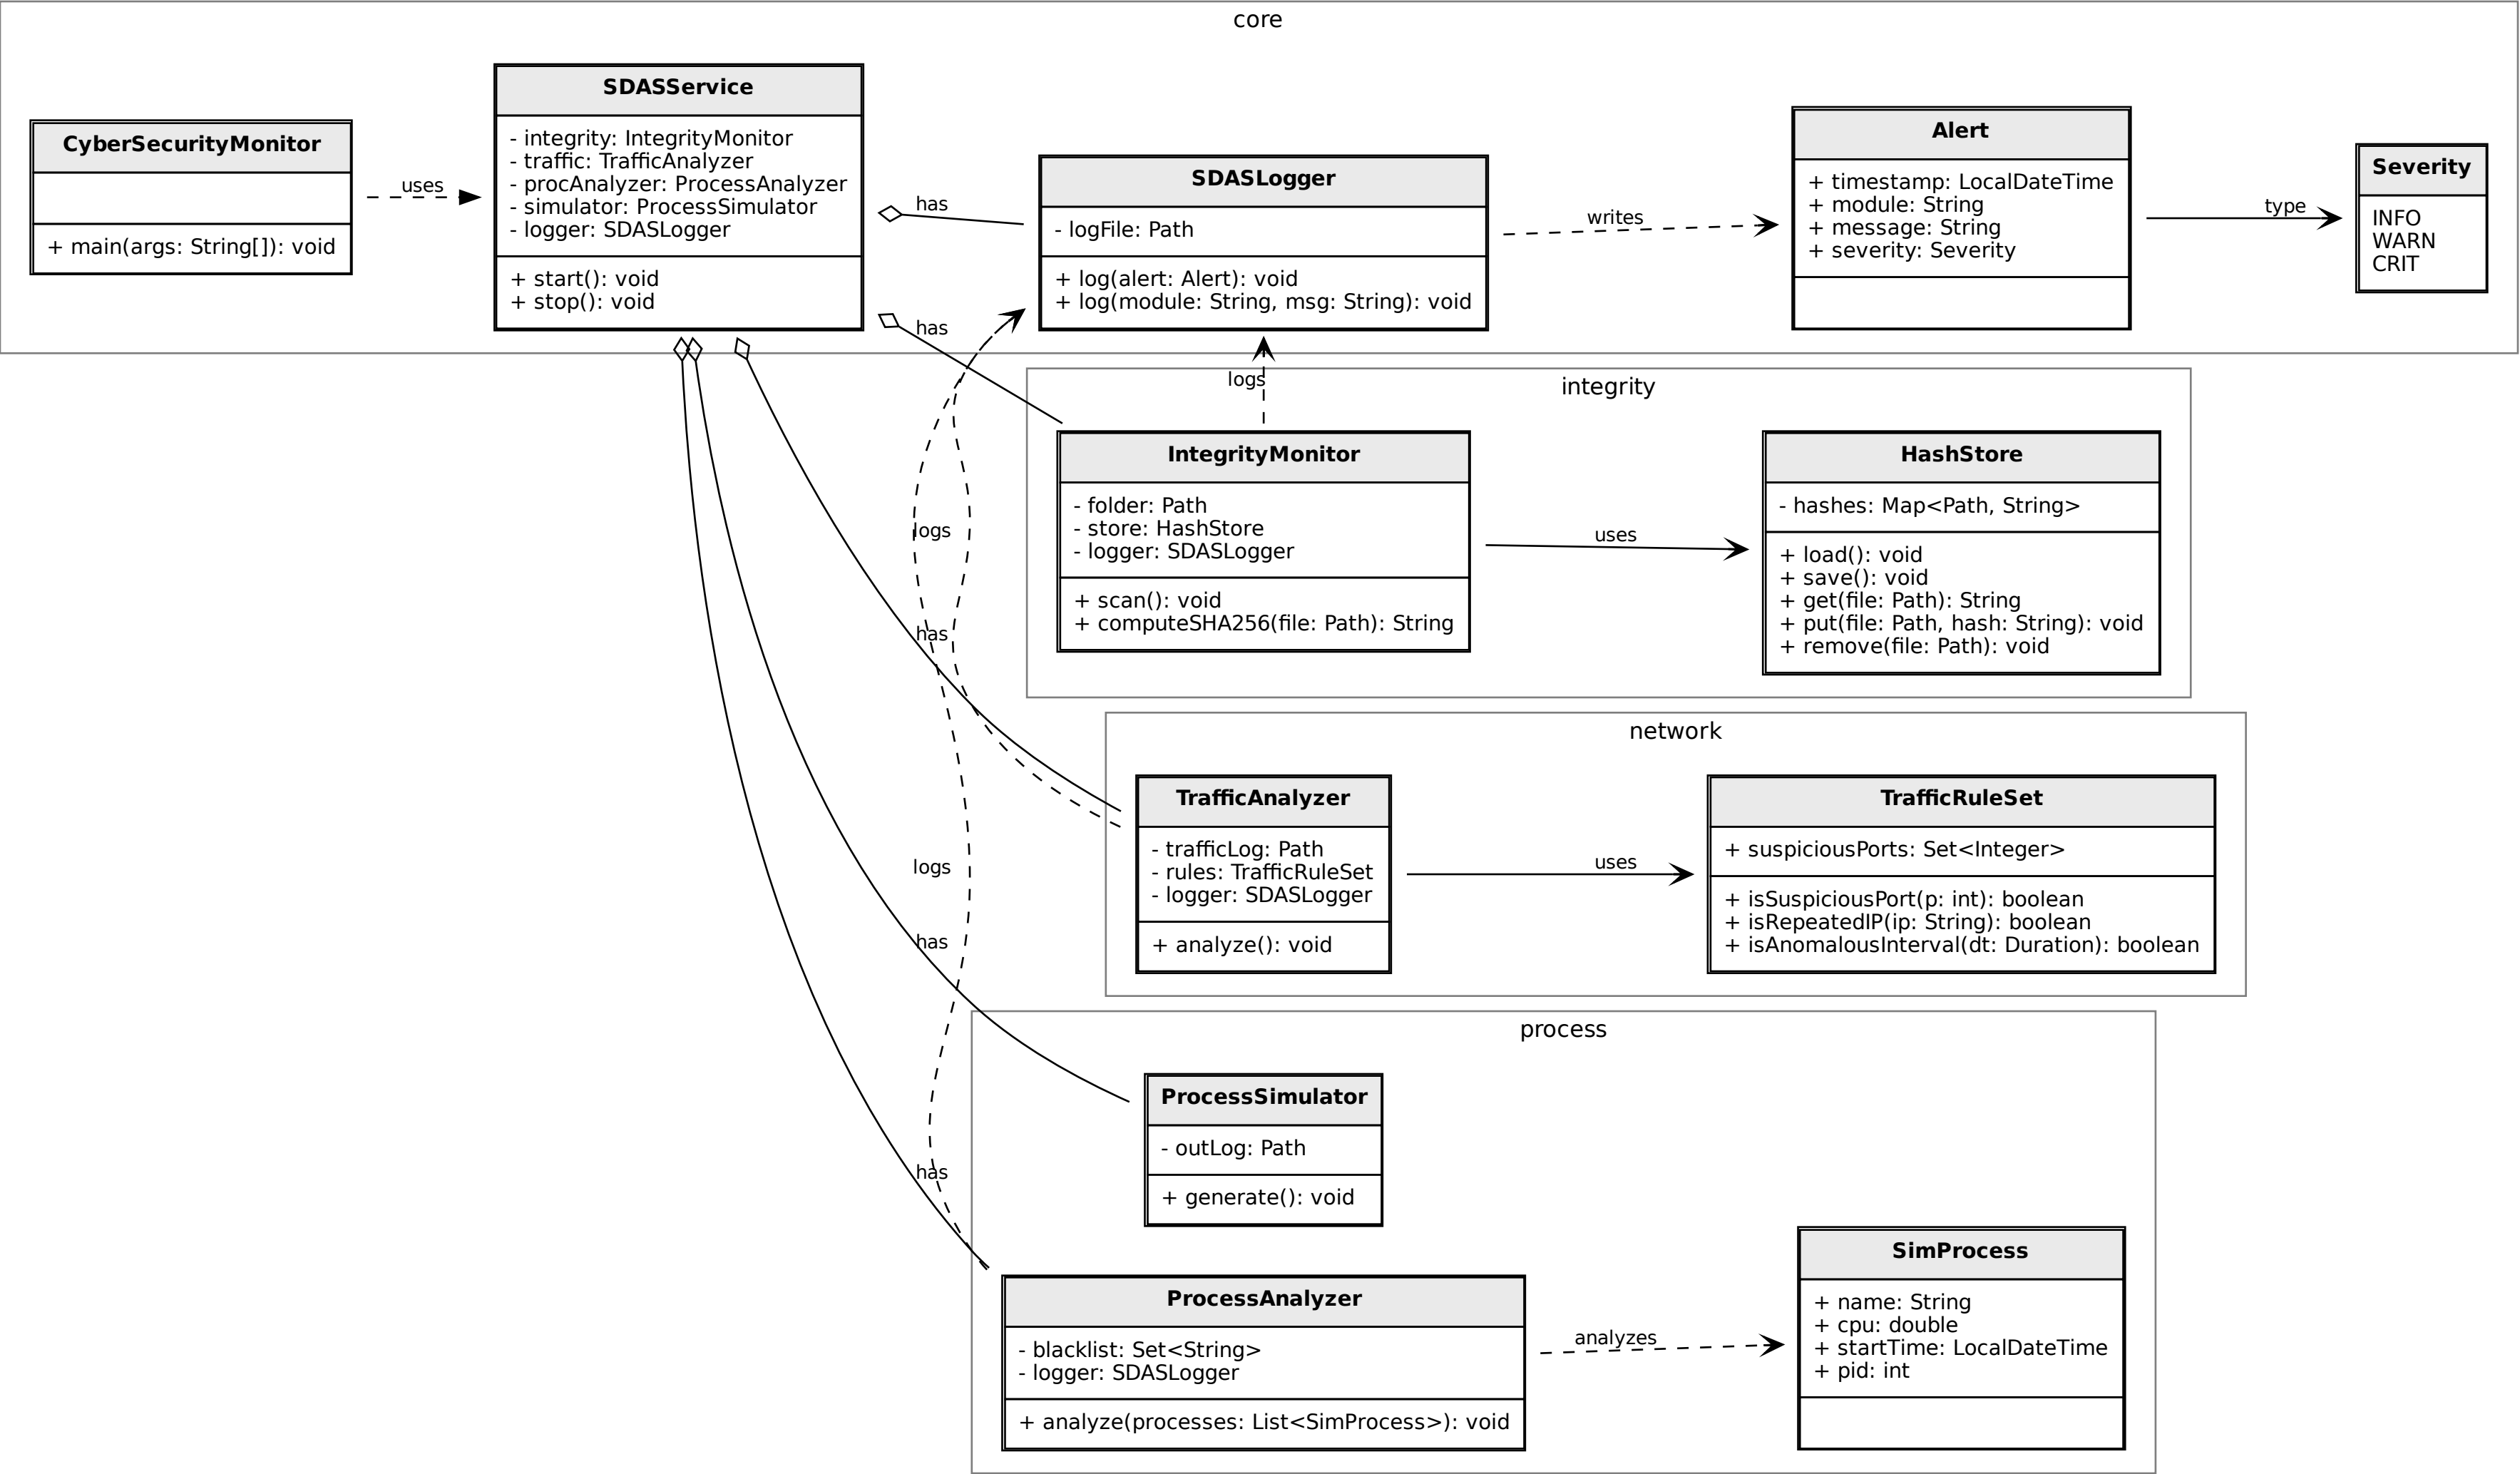 core
CyberSecurityMonitor
+ main(args: String[]): void
uses
SDASService
- integrity: IntegrityMonitor
- traffic: TrafficAnalyzer
- procAnalyzer: ProcessAnalyzer
- simulator: ProcessSimulator
- logger: SDASLogger
+ start(): void
+ stop(): void
has
has
SDASLogger
- logFile: Path
+ log(alert: Alert): void
+ log(module: String, msg: String): void
writes
Alert
+ timestamp: LocalDateTime
+ module: String
+ message: String
+ severity: Severity
type
Severity
INFO
WARN
CRIT
logs
integrity
IntegrityMonitor
- folder: Path
- store: HashStore
- logger: SDASLogger
+ scan(): void
+ computeSHA256(file: Path): String
uses
HashStore
- hashes: Map<Path, String>
+ load(): void
+ save(): void
+ get(file: Path): String
+ put(file: Path, hash: String): void
+ remove(file: Path): void
logs
has
network
TrafficAnalyzer
- trafficLog: Path
- rules: TrafficRuleSet
- logger: SDASLogger
+ analyze(): void
uses
TrafficRuleSet
+ suspiciousPorts: Set<Integer>
+ isSuspiciousPort(p: int): boolean
+ isRepeatedIP(ip: String): boolean
+ isAnomalousInterval(dt: Duration): boolean
logs
has
process
ProcessSimulator
- outLog: Path
+ generate(): void
has
ProcessAnalyzer
- blacklist: Set<String>
- logger: SDASLogger
+ analyze(processes: List<SimProcess>): void
analyzes
SimProcess
+ name: String
+ cpu: double
+ startTime: LocalDateTime
+ pid: int